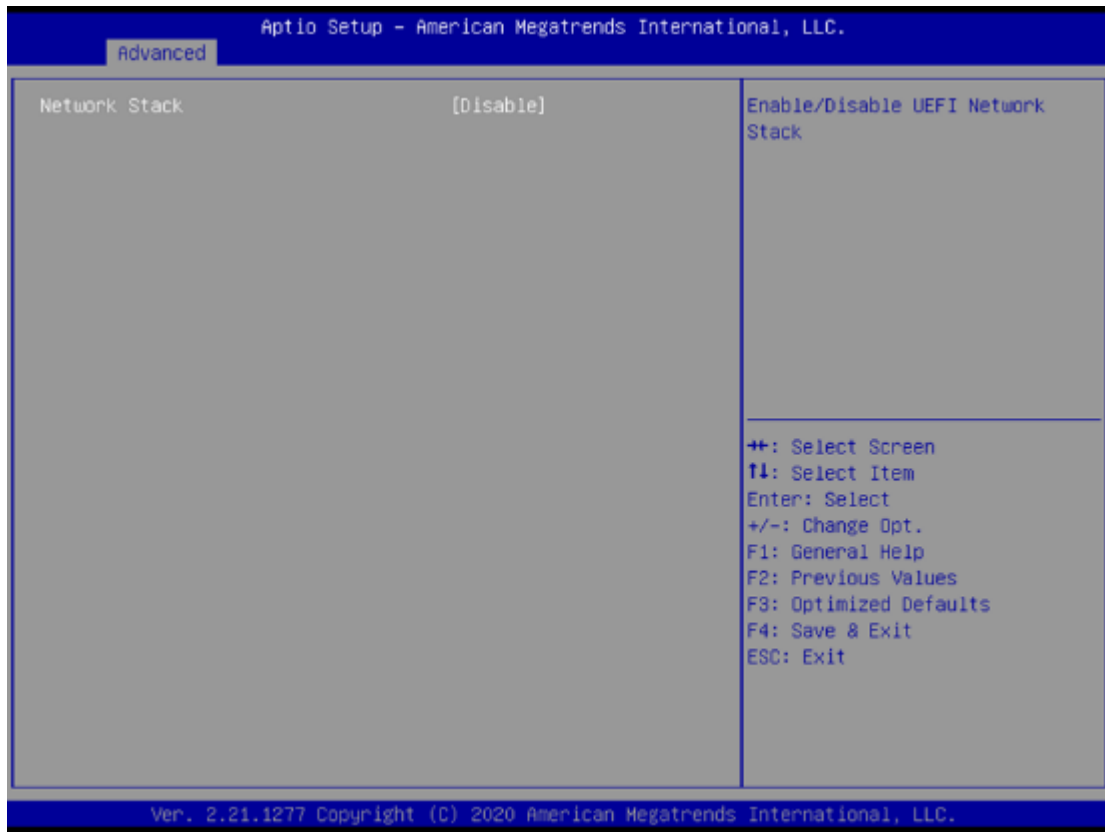 Aptio Setup – American Megatrends International, LLC.
Advanced
Network Stack [Disable]
Enable/Disable UEFI Network
Stack
→←: Select Screen
↑↓: Select Item
Enter: Select
+/-: Change Opt.
F1: General Help
F2: Previous Values
F3: Optimized Defaults
F4: Save & Exit
ESC: Exit
Ver. 2.21.1277 Copyright (C) 2020 American Megatrends International, LLC.